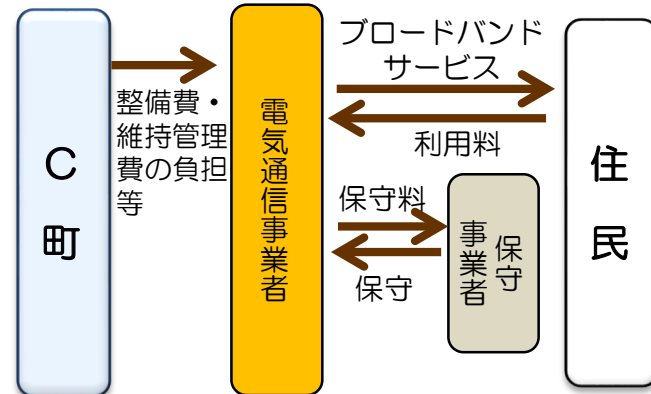 C町
整備費・
維持管理
費の負担
等
電気通信事業者
ブロードバンド
サービス
利用料
保守料
保守
保守
事業者
住民